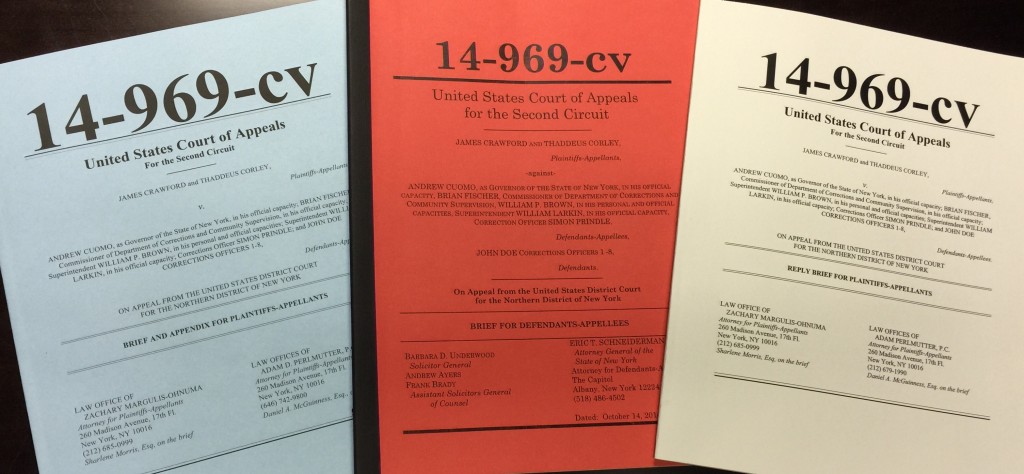 14-969-cv
United States Court of Appeals
For the Second Circuit
JAMES CRAWFORD and THADDEUS CORLEY,
Plaintiffs-Appellants,
v.
ANDREW CUOMO, as Governor of the State of New York, in his official capacity; BRIAN FISCHER,
Commissioner of Department of Corrections and Community Supervision, in his official capacity;
Superintendent WILLIAM P. BROWN, in his personal and official capacities; Superintendent
LARKIN, in his official capacity; Corrections Officer SIMON PRINDLE, and JOHN DOE
CORRECTIONS OFFICERS 1-8,
ON APPEAL FROM THE UNITED STATES DISTRICT COURT
FOR THE NORTHERN DISTRICT OF NEW YORK
BRIEF AND APPENDIX FOR PLAINTIFFS-APPELLANTS
LAW OFFICE OF
ZACHARY MARGULIS-OHNUMA
Attorney for Plaintiffs-Appellants
260 Madison Avenue, 17th Fl.
New York, NY 10016
(212) 685-0999
Sharlene Morris, Esq. on the brief
LAW OFFICES OF
ADAM D. PERLMUTTER, P.C.
Attorney for Plaintiffs-
260 Madison Avenue,
New York, NY 10016
(646) 742-9800
Daniel A. McGuinness, Esq.,
14-969-cv
United States Court of Appeals
for the Second Circuit
JAMES CRAWFORD AND THADDEUS CORLEY,
Plaintiffs-Appellants,
-against-
ANDREW CUOMO, AS GOVERNOR OF THE STATE OF NEW YORK, IN HIS OFFICIAL
CAPACITY, BRIAN FISCHER, COMMISSIONER OF DEPARTMENT OF CORRECTIONS AND
COMMUNITY SUPERVISION, WILLIAM P. BROWN, IN HIS PERSONAL AND OFFICIAL
CAPACITIES, SUPERINTENDENT WILLIAM LARKIN, IN HIS OFFICIAL CAPACITY,
CORRECTION OFFICER SIMON PRINDLE,
Defendants-Appellees,
JOHN DOE CORRECTIONS OFFICERS 1-8,
Defendants.
On Appeal from the United States District Court
for the Northern District of New York
BRIEF FOR DEFENDANTS-APPELLEES
BARBARA D. UNDERWOOD
Solicitor General
ANDREW AYERS
FRANK BRADY
Assistant Solicitors General
of Counsel
ERIC T. SCHNEIDERMAN
Attorney General of the
State of New York
Attorney for Defendants-A
The Capitol
Albany, New York 12224
(518) 486-4502
Dated: October 14, 201
14-969-cv
United States Court of Appeals
For the Second Circuit
JAMES CRAWFORD and THADDEUS CORLEY,
Plaintiffs-Appellants,
v.
ANDREW CUOMO, as Governor of the State of New York, in his official capacity; BRIAN FISCHER,
Commissioner of Department of Corrections and Community Supervision, in his official capacity;
Superintendent WILLIAM P. BROWN, in his personal and official capacities; Superintendent WILLIAM
LARKIN, in his official capacity; Corrections Officer SIMON PRINDLE, and JOHN DOE
CORRECTIONS OFFICERS 1-8,
Defendants-Appellees.
ON APPEAL FROM THE UNITED STATES DISTRICT COURT
FOR THE NORTHERN DISTRICT OF NEW YORK
REPLY BRIEF FOR PLAINTIFFS-APPELLANTS
LAW OFFICE OF
ZACHARY MARGULIS-OHNUMA
Attorney for Plaintiffs-Appellants
260 Madison Avenue, 17th Fl.
New York, NY 10016
(212) 685-0999
Sharlene Morris, Esq. on the brief
LAW OFFICES OF
ADAM PERLMUTTER, P.C.
Attorney for Plaintiffs-Appellants
260 Madison Avenue, 17th Fl.
New York, NY 10016
(212) 679-1990
Daniel A. McGuinness, Esq. on the brief